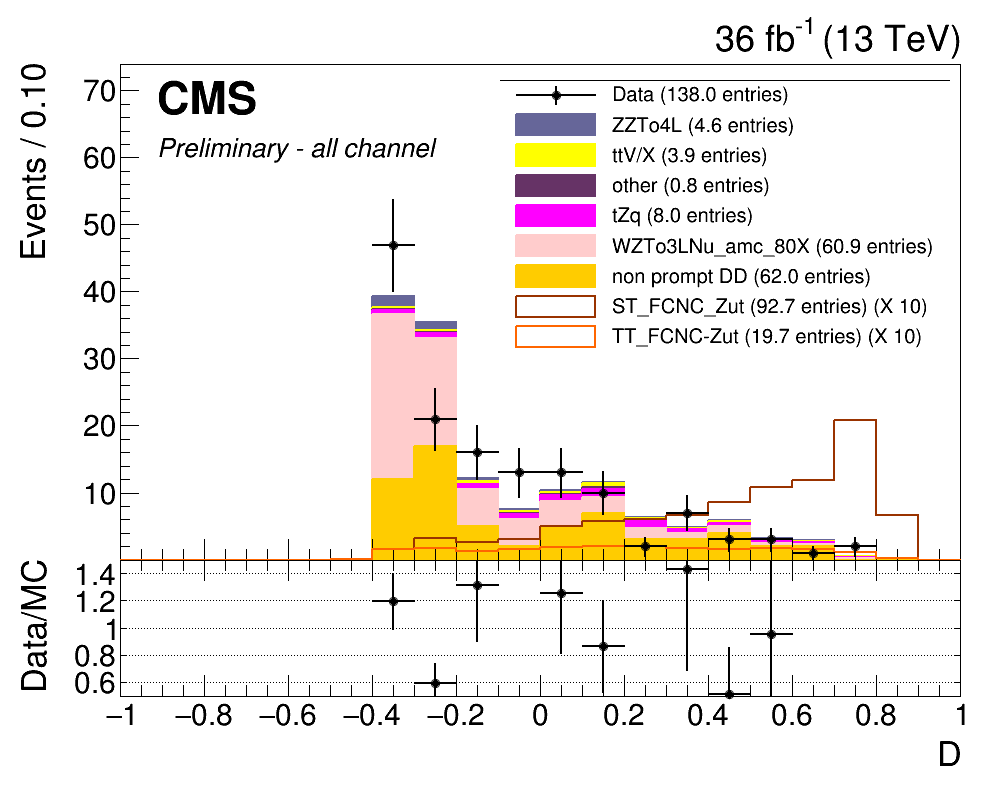 36 fb-1 (13 TeV)
Events / 0.10
70
60
50
40
30
20
10
CMS
Preliminary - all channel
Data (138.0 entries)
ZZTo4L (4.6 entries)
ttV/X (3.9 entries)
other (0.8 entries)
tZq (8.0 entries)
WZTo3LNu_amc_80X (60.9 entries)
non prompt DD (62.0 entries)
ST_FCNC_Zut (92.7 entries) (X 10)
TT_FCNC-Zut (19.7 entries) (X 10)
Data/MC
1.4
1.2
1
0.8
0.6
−1 −0.8 −0.6 −0.4 −0.2 0 0.2 0.4 0.6 0.8 1
D